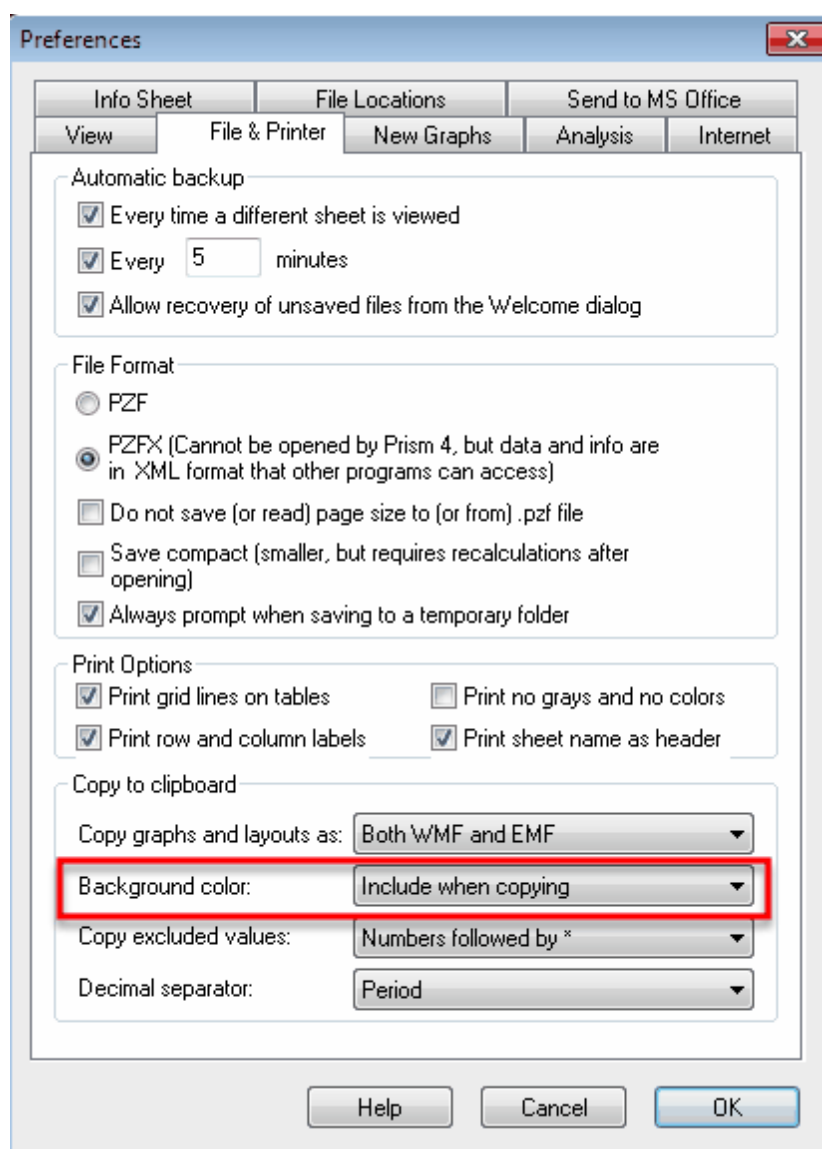 Preferences
Info Sheet File Locations Send to MS Office
View File & Printer New Graphs Analysis Internet
Automatic backup
Every time a different sheet is viewed
Every 5 minutes
Allow recovery of unsaved files from the Welcome dialog
File Format
PZF
PZFX (Cannot be opened by Prism 4, but data and info are
in XML format that other programs can access)
Do not save (or read) page size to (or from) .pzf file
Save compact (smaller, but requires recalculations after
opening)
Always prompt when saving to a temporary folder
Print Options
Print grid lines on tables Print no grays and no colors
Print row and column labels Print sheet name as header
Copy to clipboard
Copy graphs and layouts as: Both WMF and EMF
Background color: Include when copying
Copy excluded values: Numbers followed by *
Decimal separator: Period
Help Cancel OK